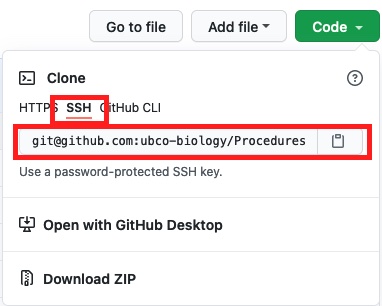 Go to file Add file Code
Clone
HTTPS SSH GitHub CLI
git@github.com:ubco-biology/Procedures
Use a password-protected SSH key.
Open with GitHub Desktop
Download ZIP